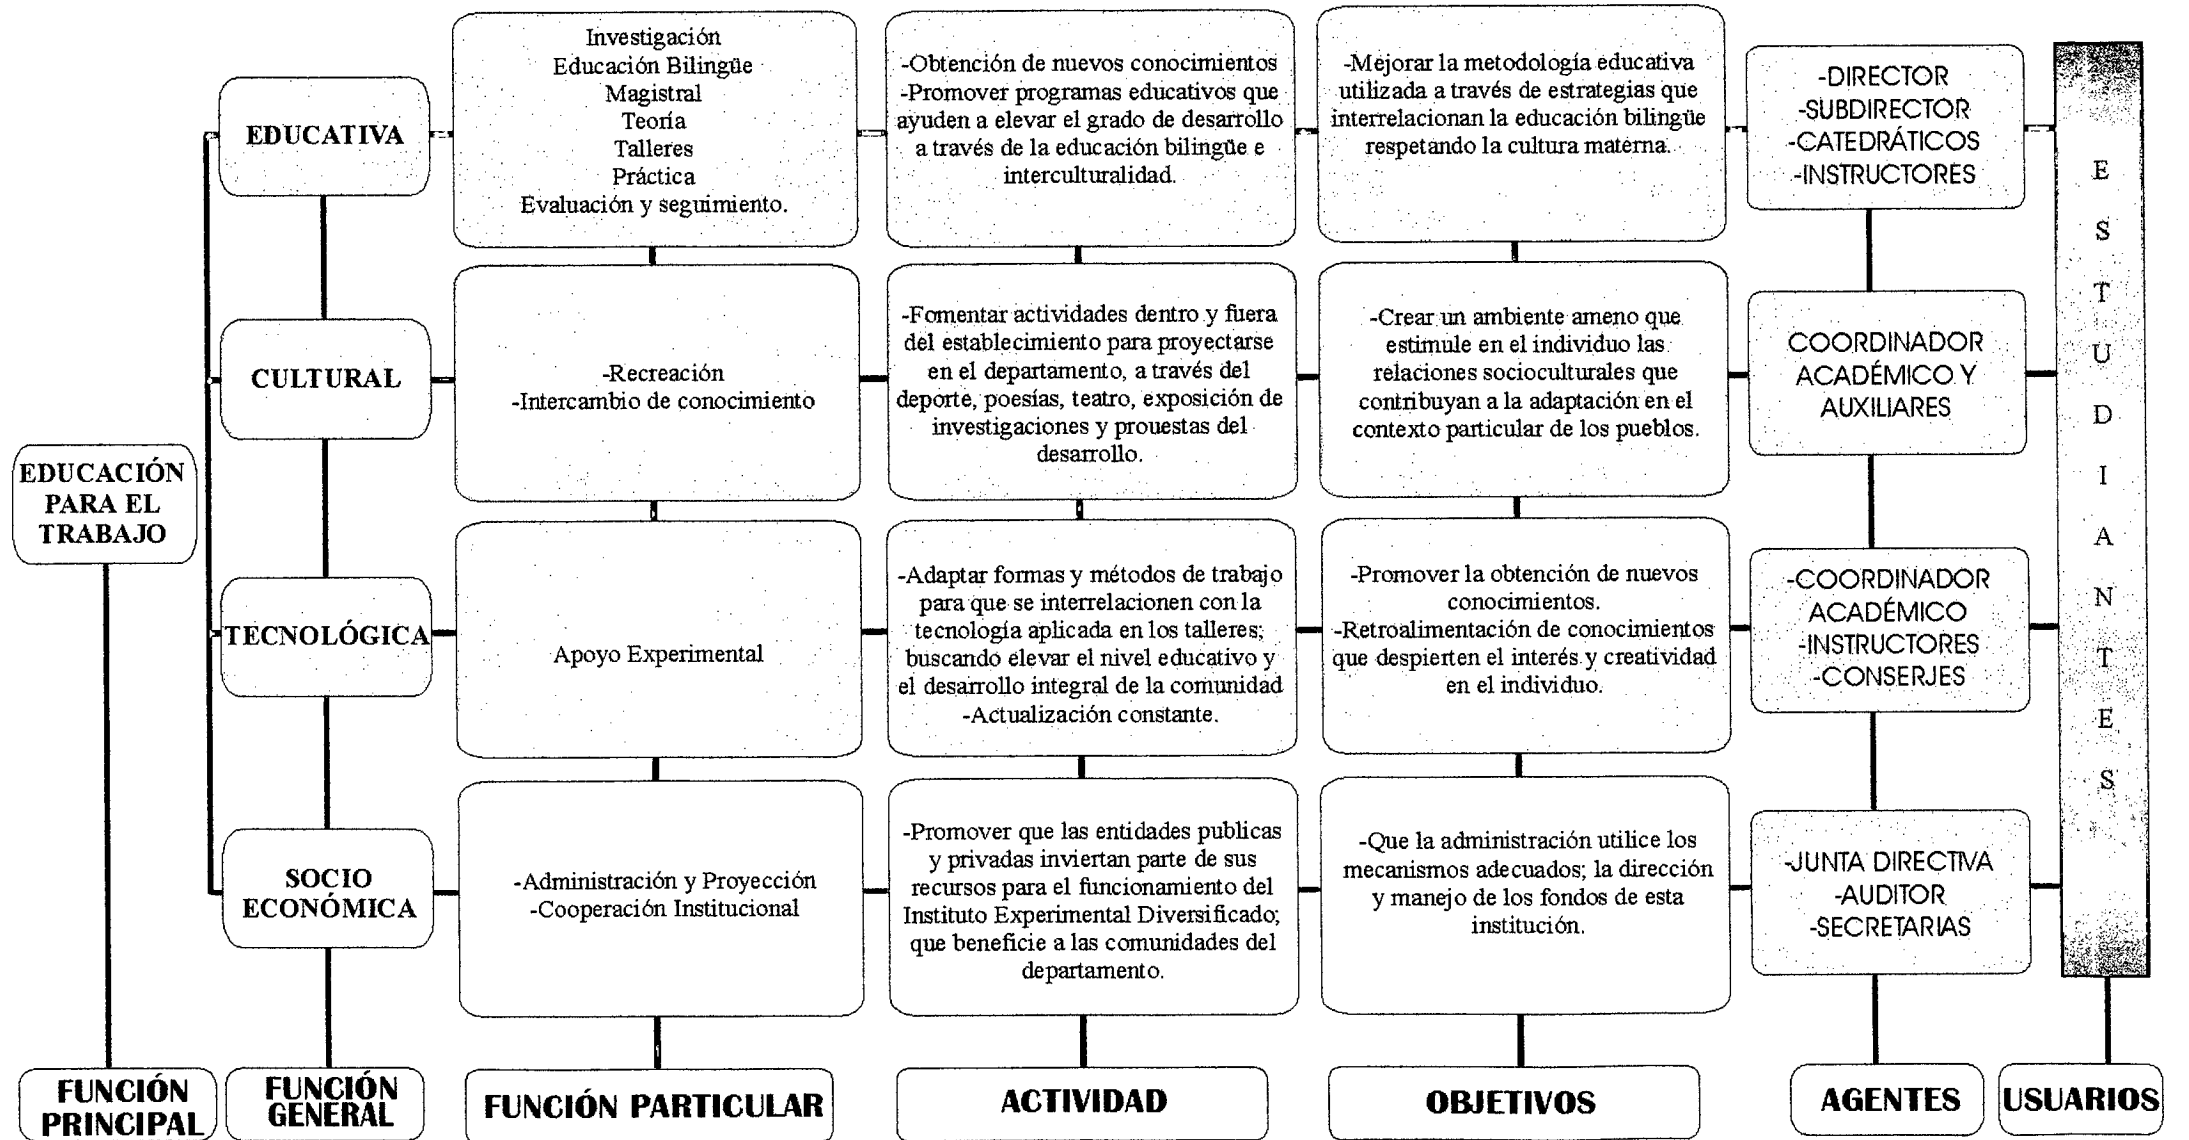 EDUCACIÓN
PARA EL
TRABAJO
EDUCATIVA
Investigación
Educación Bilingüe
Magistral
Teoría
Talleres
Práctica
Evaluación y seguimiento.
-Obtención de nuevos conocimientos
-Promover programas educativos que
ayuden a elevar el grado de desarrollo
a través de la educación bilingüe e
interculturalidad.
-Mejorar la metodología educativa
utilizada a través de estrategias que
interrelacionan la educación bilingüe
respetando la cultura materna.
-DIRECTOR
-SUBDIRECTOR
-CATEDRÁTICOS
-INSTRUCTORES
CULTURAL
-Recreación
-Intercambio de conocimiento
-Fomentar actividades dentro y fuera
del establecimiento para proyectarse
en el departamento, a través del
deporte, poesías, teatro, exposición de
investigaciones y prouestas del
desarrollo.
-Crear un ambiente ameno que
estimule en el individuo las
relaciones socioculturales que
contribuyan a la adaptación en el
contexto particular de los pueblos.
COORDINADOR
ACADÉMICO Y
AUXILIARES
TECNOLÓGICA
Apoyo Experimental
-Adaptar formas y métodos de trabajo
para que se interrelacionen con la
tecnología aplicada en los talleres;
buscando elevar el nivel educativo y
el desarrollo integral de la comunidad
-Actualización constante.
-Promover la obtención de nuevos
conocimientos.
-Retroalimentación de conocimientos
que despierten el interés y creatividad
en el individuo.
-COORDINADOR
ACADÉMICO
-INSTRUCTORES
-CONSERJES
SOCIO
ECONÓMICA
-Administración y Proyección
-Cooperación Institucional
-Promover que las entidades publicas
y privadas inviertan parte de sus
recursos para el funcionamiento del
Instituto Experimental Diversificado;
que beneficie a las comunidades del
departamento.
-Que la administración utilice los
mecanismos adecuados; la dirección
y manejo de los fondos de esta
institución.
-JUNTA DIRECTIVA
-AUDITOR
-SECRETARIAS
E
S
T
U
D
I
A
N
T
E
S
FUNCIÓN
PRINCIPAL
FUNCIÓN
GENERAL
FUNCIÓN PARTICULAR
ACTIVIDAD
OBJETIVOS
AGENTES
USUARIOS